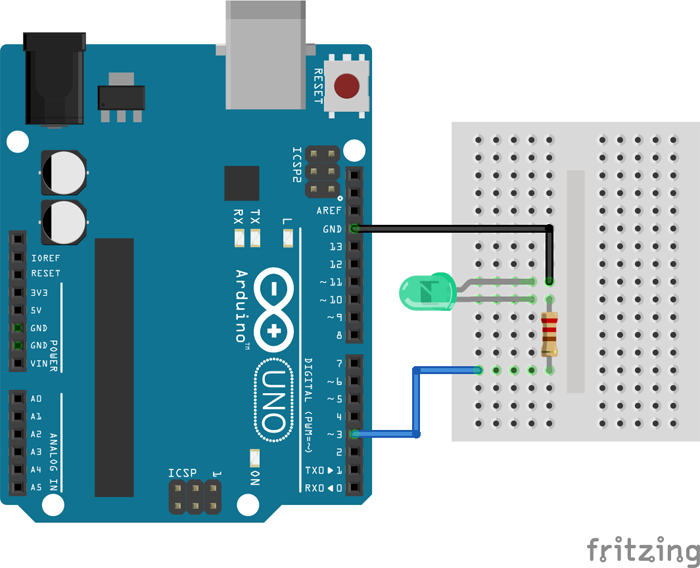 RESET
ICSP2
AREF
GND
13
12
~11
~10
~9
8
RX
TX
L
IOREF
RESET
3V3
5V
GND
GND
VIN
POWER
Arduino™
UNO
7
~6
~5
4
~3
2
TX0▶1
RX0◀0
DIGITAL (PWM=~)
A0
A1
A2
A3
A4
A5
ANALOG IN
ON
ICSP
1
fritzing